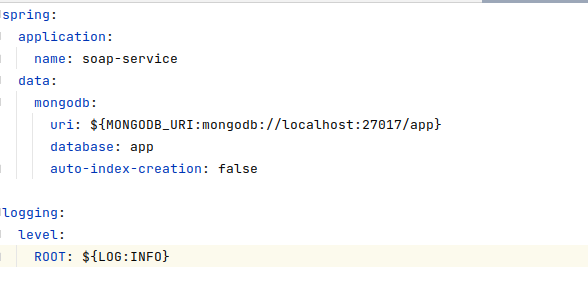 spring:
  application:
    name: soap-service
  data:
    mongodb:
      uri: ${MONGODB_URI:mongodb://localhost:27017/app}
      database: app
      auto-index-creation: false

logging:
  level:
    ROOT: ${LOG:INFO}